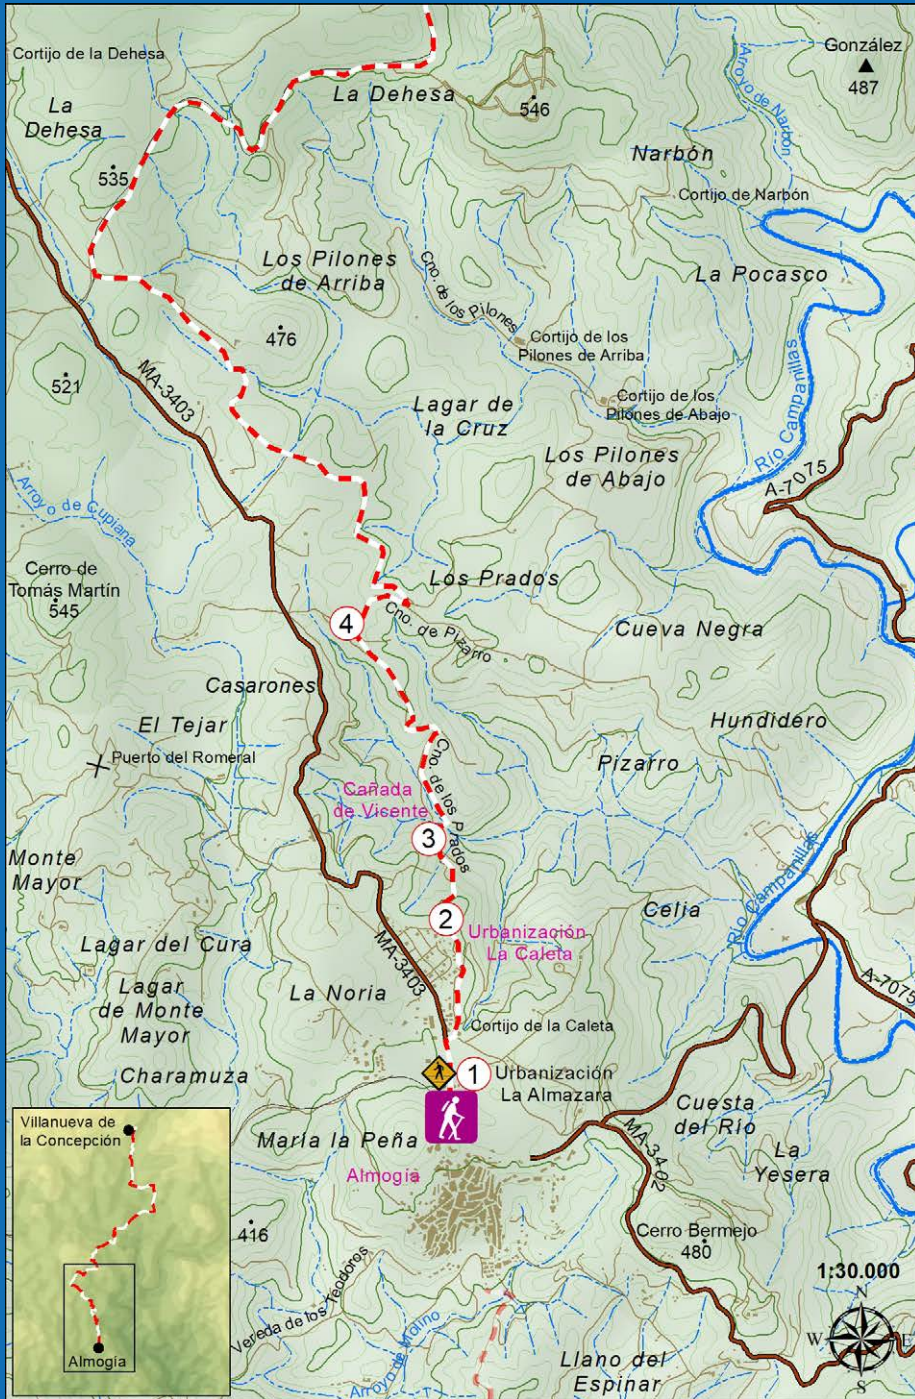 Cortijo de la Dehesa
La
Dehesa
La Dehesa
546
González
487
Arroyo de Narbón
535
Narbón
Cortijo de Narbón
Los Pilones
de Arriba
Cno. de los Pilones
La Pocasco
476
Cortijo de los
Pilones de Arriba
Río Campanillas
521
MA-3403
Lagar de
la Cruz
Cortijo de los
Pilones de Abajo
Los Pilones
de Abajo
A-7075
Arroyo de Cupiana
Cerro de
Tomás Martín
545
Los Prados
4
Cno. de Pizarro
Cueva Negra
Casarones
El Tejar
Hundidero
Puerto del Romeral
Pizarro
Cno. de los Prados
Cañada
de Vicente
3
Monte
Mayor
Río Campanillas
2
Celia
Urbanización
La Caleta
Lagar del Cura
MA-3403
A-7075
Lagar
de Monte
Mayor
La Noria
Cortijo de la Caleta
Charamuza
1
Urbanización
La Almazara
Cuesta
del Río
MA-3402
María la Peña
La
Yesera
Almogía
Villanueva de
la Concepción
Almogía
416
Cerro Bermejo
480
Vereda de los Teodoros
1:30.000
Arroyo de Molino
N
W
E
S
Llano del
Espinar